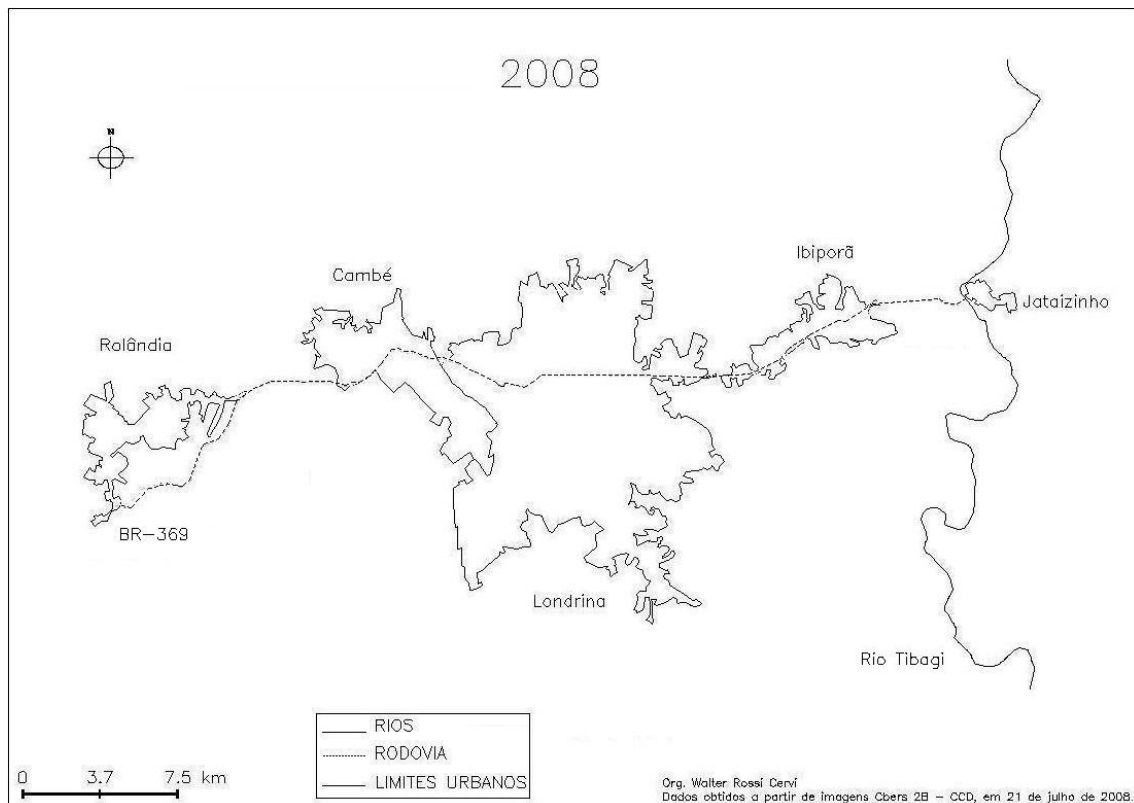 2008
N
Ibiporã
Cambé
Jataizinho
Rolândia
BR-369
Londrina
Rio Tibagi
RIOS
RODOVIA
LIMITES URBANOS
0 3.7 7.5 km
Org. Walter Rossi Cervi
Dados obtidos a partir de imagens Cbers 2B - CCD, em 21 de julho de 2008.